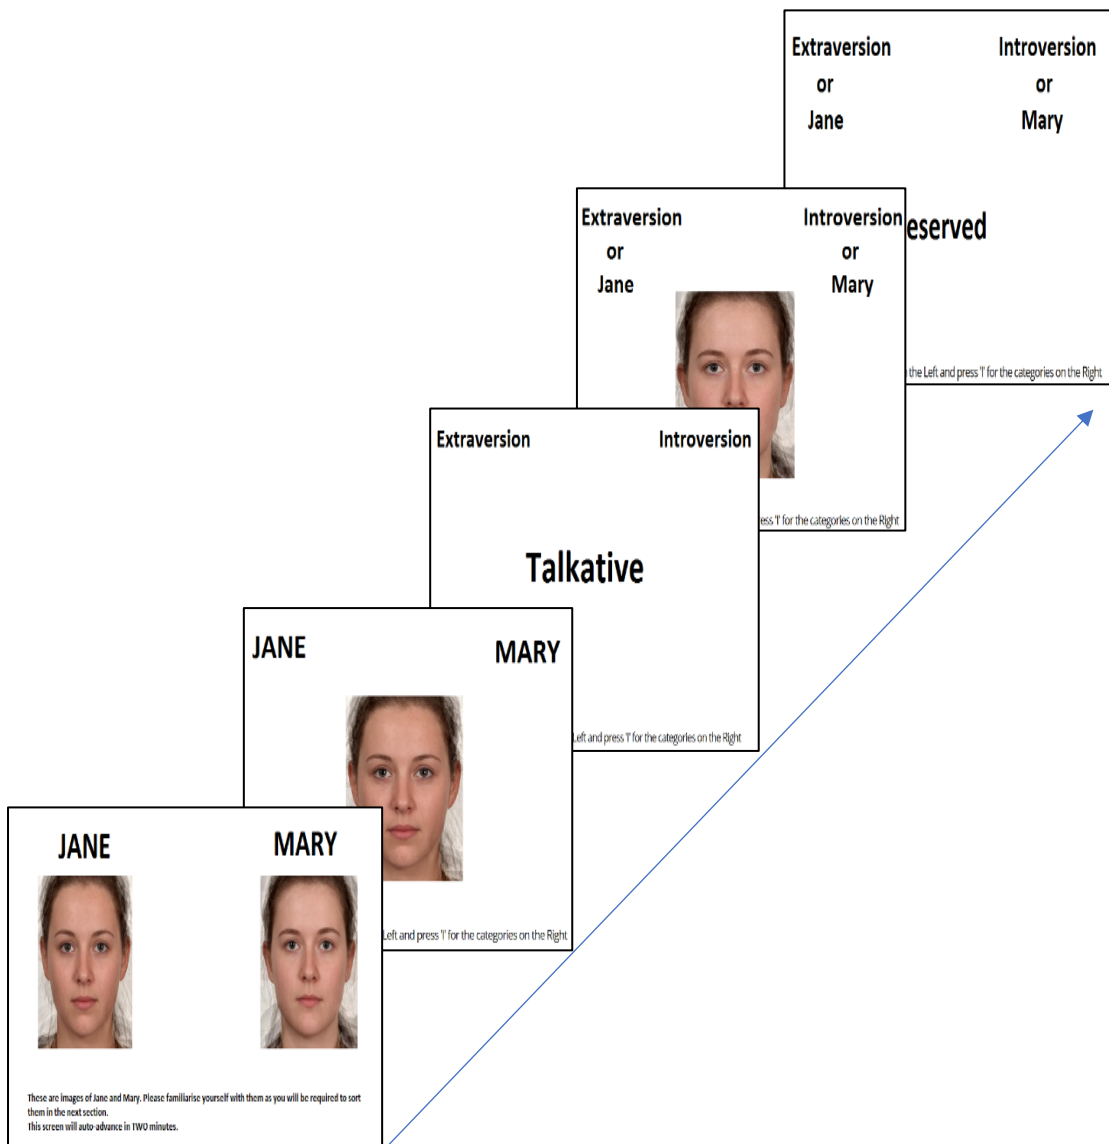 Extraversion
or
Jane
Introversion
or
Mary
eserved
the Left and press 'I' for the categories on the Right
Extraversion
or
Jane
Introversion
or
Mary
ess 'I' for the categories on the Right
Extraversion
Introversion
Talkative
Left and press 'I' for the categories on the Right
JANE
MARY
Left and press 'I' for the categories on the Right
JANE
MARY
These are images of Jane and Mary. Please familiarise yourself with them as you will be required to sort
them in the next section.
This screen will auto-advance in TWO minutes.